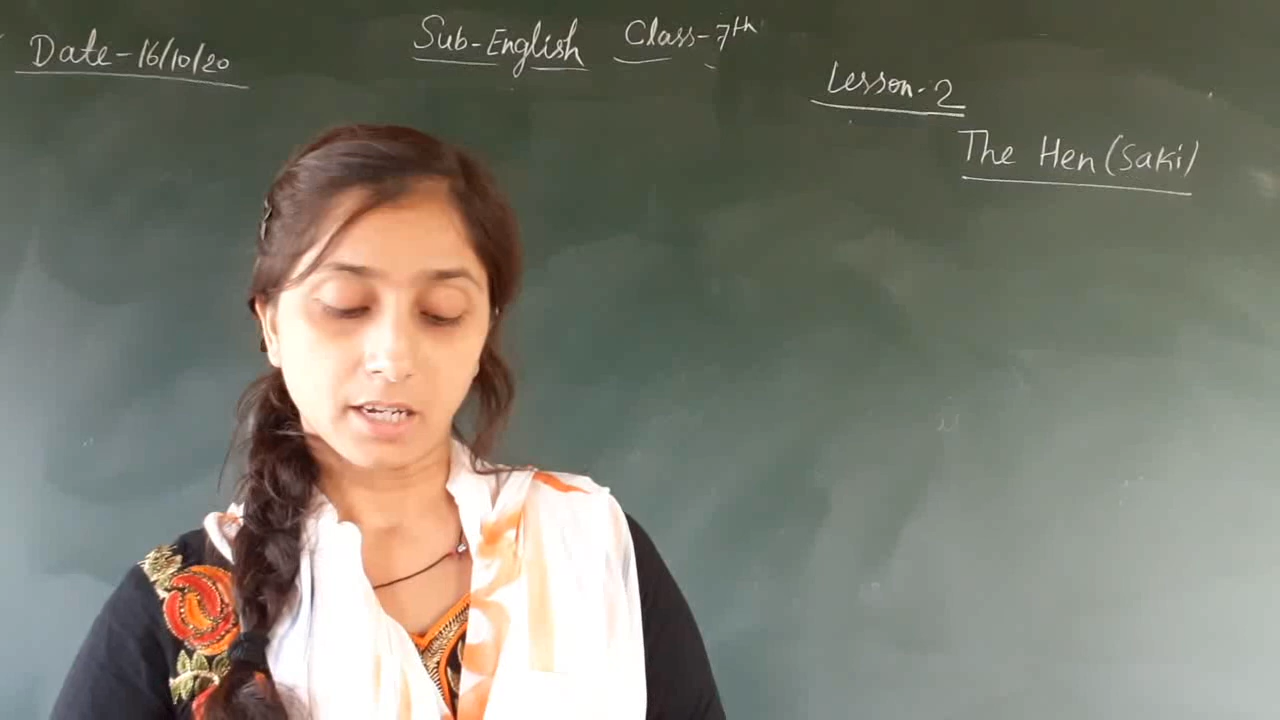 Date-16/10/20
Sub-English Class-7th
Lesson-2
The Hen (Saki)